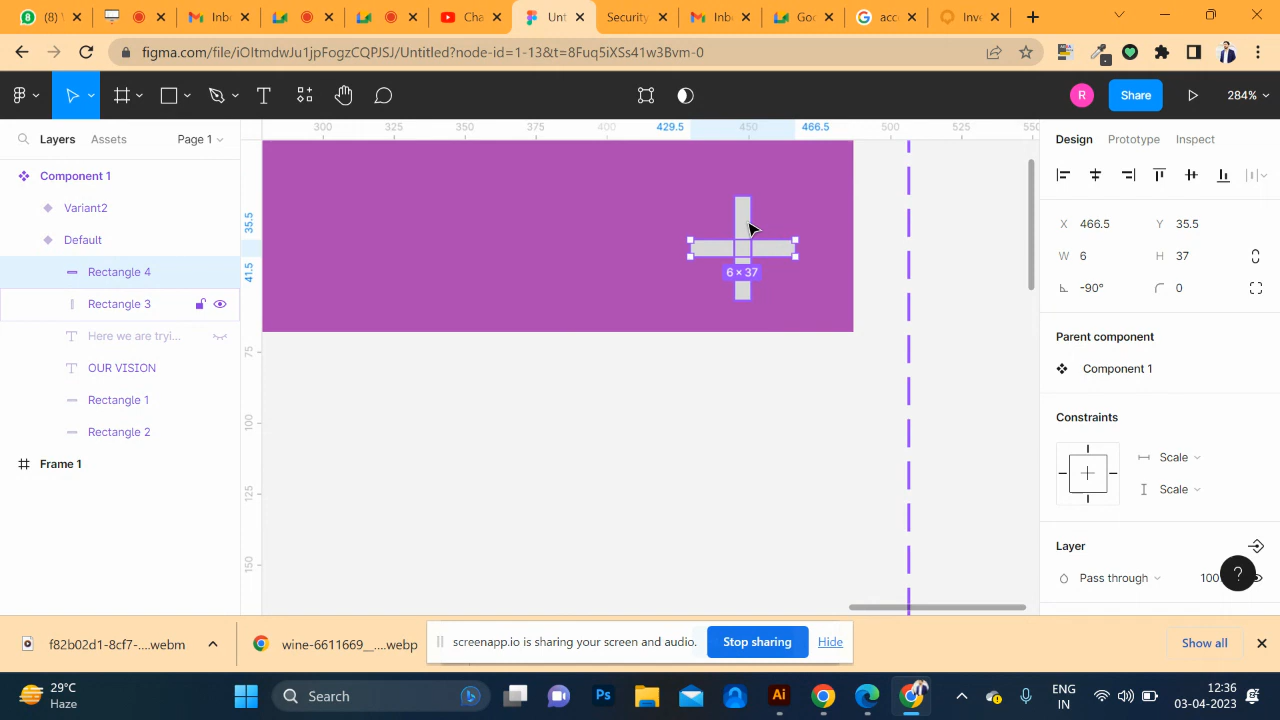 (8)
Inbo
Cha
Unt
Security
Inbo
Goo
acc
Inve
figma.com/file/iOltmdwJu1jpFogzCQPJSJ/Untitled?node-id=1-13&t=8Fuq5iXSs41w3Bvm-0
R
Share
284%
Layers
Assets
Page 1
300
325
350
375
400
429.5
450
466.5
500
525
550
Design
Prototype
Inspect
Component 1
Variant2
Default
Rectangle 4
Rectangle 3
Here we are tryi...
OUR VISION
Rectangle 1
Rectangle 2
Frame 1
35.5
41.5
75
100
125
150
6 × 37
X 466.5 Y 35.5
W 6 H 37
-90° 0
Parent component
Component 1
Constraints
Scale
Scale
Layer
Pass through 100
?
f82b02d1-8cf7-....webm
wine-6611669__....webp
screenapp.io is sharing your screen and audio.
Stop sharing
Hide
Show all
29°C
Haze
Search
Ps
Ai
ENG
IN
12:36
03-04-2023